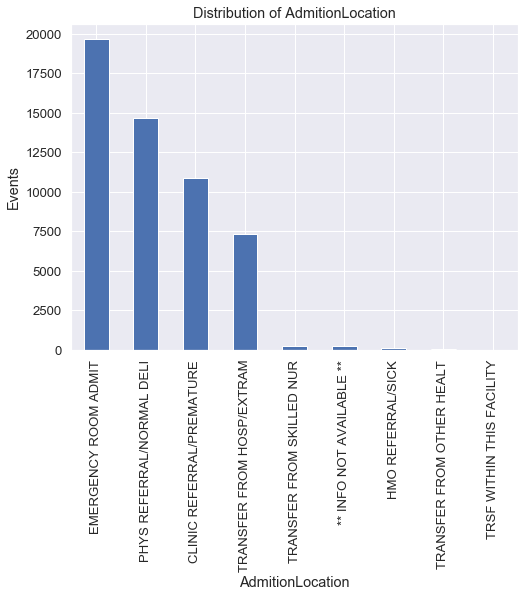 Distribution of AdmitionLocation
20000
17500
15000
12500
10000
7500
5000
2500
0
Events
EMERGENCY ROOM ADMIT
PHYS REFERRAL/NORMAL DELI
CLINIC REFERRAL/PREMATURE
TRANSFER FROM HOSP/EXTRAM
TRANSFER FROM SKILLED NUR
** INFO NOT AVAILABLE **
HMO REFERRAL/SICK
TRANSFER FROM OTHER HEALT
TRSF WITHIN THIS FACILITY
AdmitionLocation